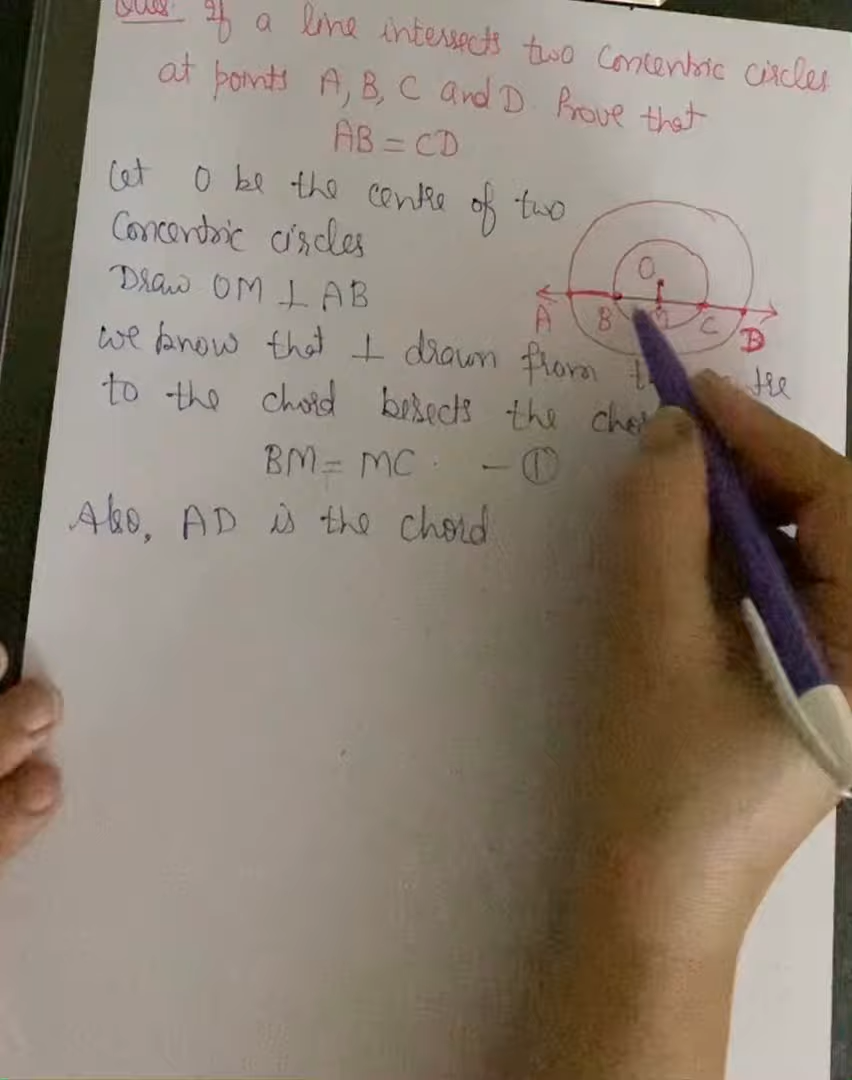 Ques. If a line intersects two concentric circles
at points A, B, C and D. Prove that
AB = CD
Let O be the centre of two
Concentric circles
Draw OM ⊥ AB
we know that ⊥ drawn from
to the chord besects the
BM = MC. - ①
Also, AD is the chord
O
A B M C D